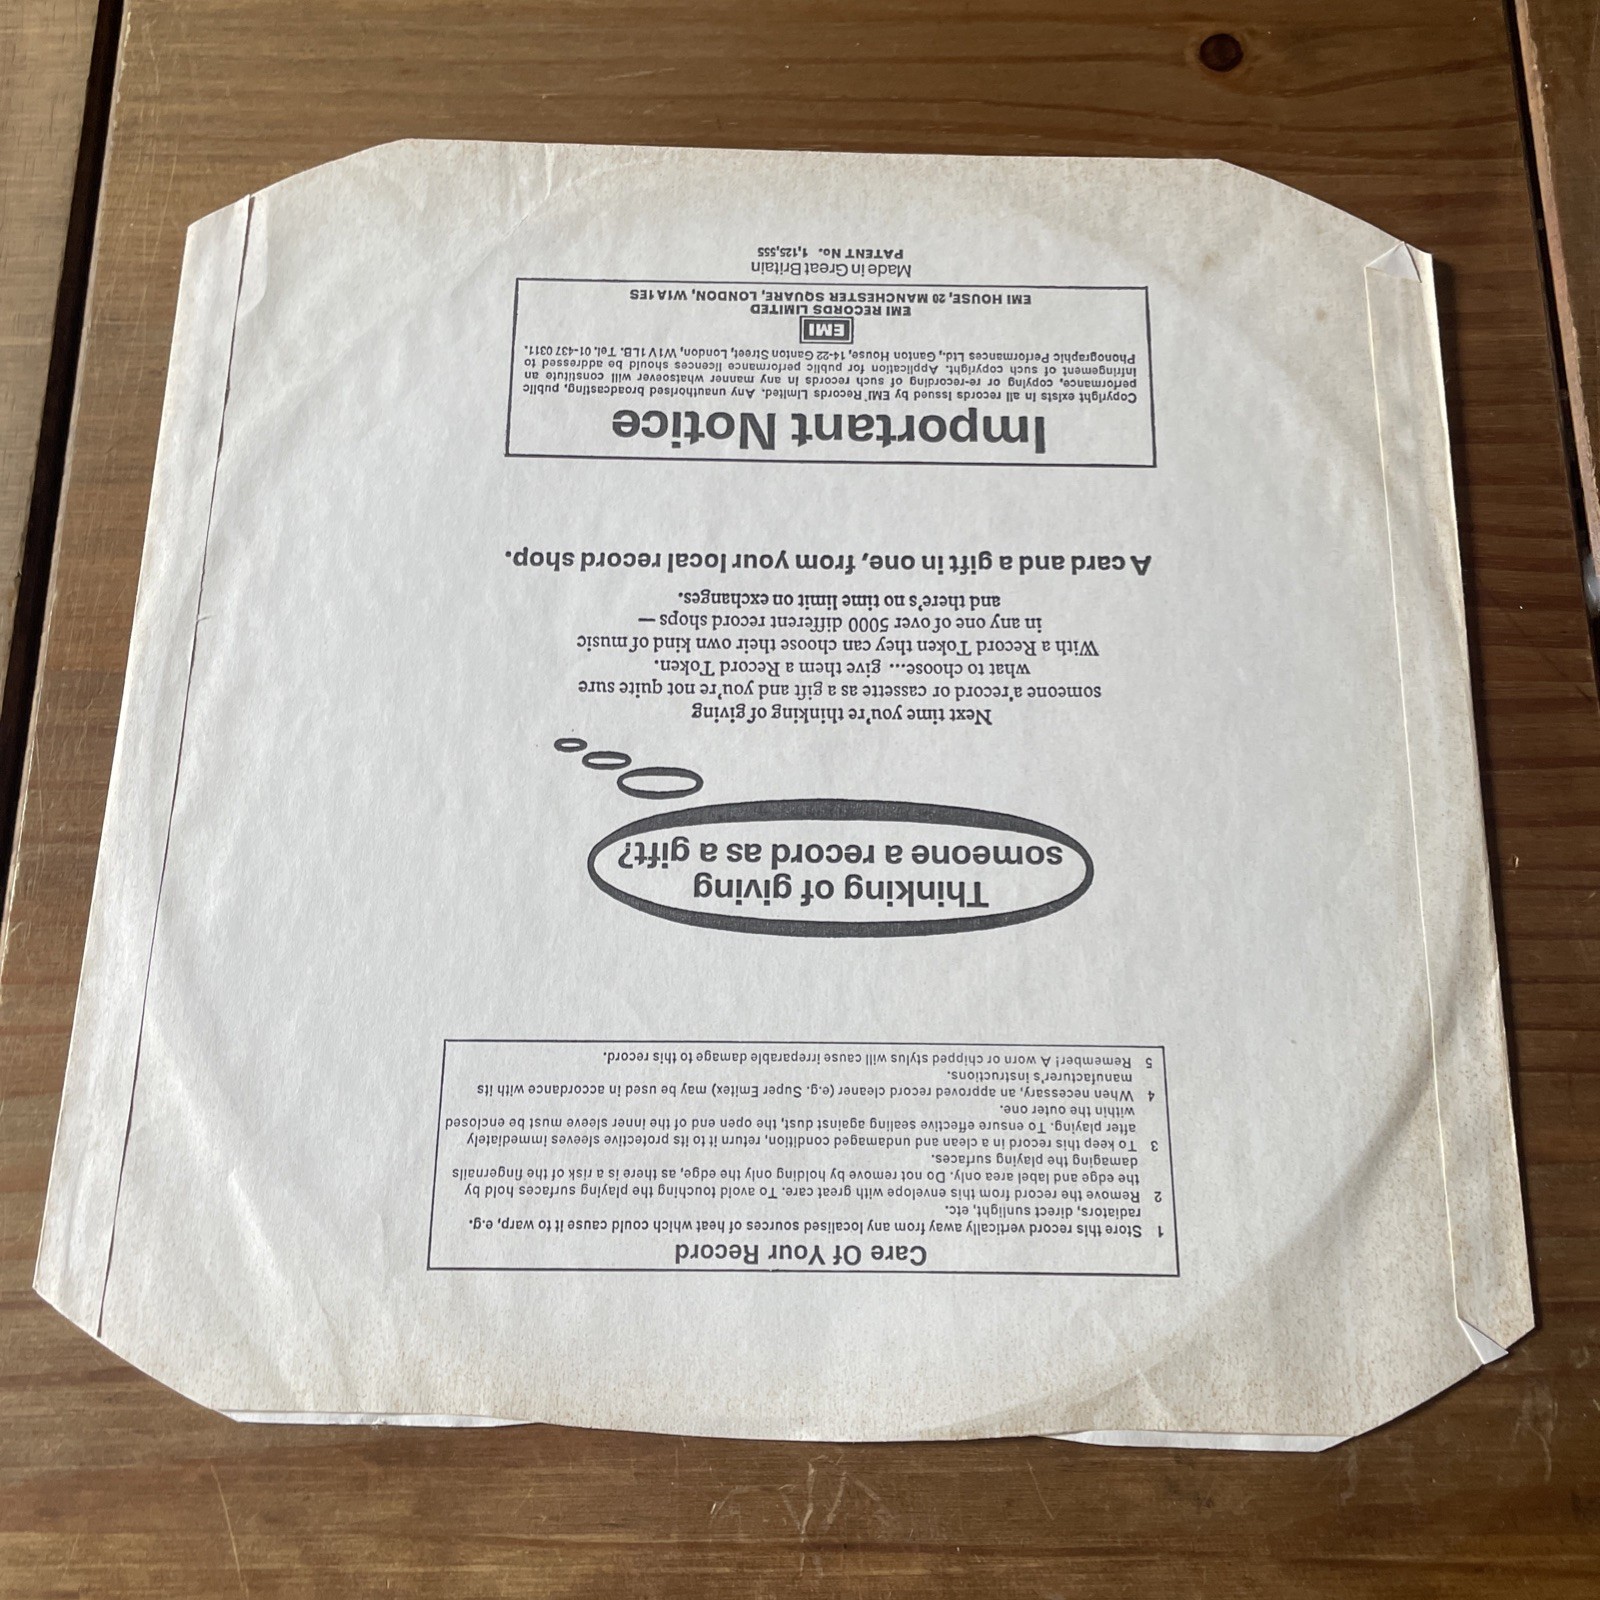 Care Of Your Record
1 Store this record vertically away from any localised sources of heat which could cause it to warp, e.g.
radiators, direct sunlight, etc.
2 Remove the record from this envelope with great care. To avoid touching the playing surfaces hold by
the edge and label area only. Do not remove by holding only the edge, as there is a risk of the fingernails
damaging the playing surfaces.
3 To keep this record in a clean and undamaged condition, return it to its protective sleeves immediately
after playing. To ensure effective sealing against dust, the open end of the inner sleeve must be enclosed
within the outer one.
4 When necessary, an approved record cleaner (e.g. Super Emitex) may be used in accordance with its
manufacturer's instructions.
5 Remember! A worn or chipped stylus will cause irreparable damage to this record.
Thinking of giving
someone a record as a gift?
Next time you're thinking of giving
someone a record or cassette as a gift and you're not quite sure
what to choose... give them a Record Token.
With a Record Token they can choose their own kind of music
in any one of over 5000 different record shops —
and there's no time limit on exchanges.
A card and a gift in one, from your local record shop.
Important Notice
Copyright exists in all records issued by EMI Records Limited. Any unauthorised broadcasting, public
performance, copying or re-recording of such records in any manner whatsoever will constitute an
infringement of such copyright. Application for public performance licences should be addressed to
Phonographic Performances Ltd., Ganton House, 14-22 Ganton Street, London, W1V 1LB. Tel. 01-437 0311.
EMI
EMI RECORDS LIMITED
EMI HOUSE, 20 MANCHESTER SQUARE, LONDON, W1A1ES
Made in Great Britain
PATENT No. 1,125,555